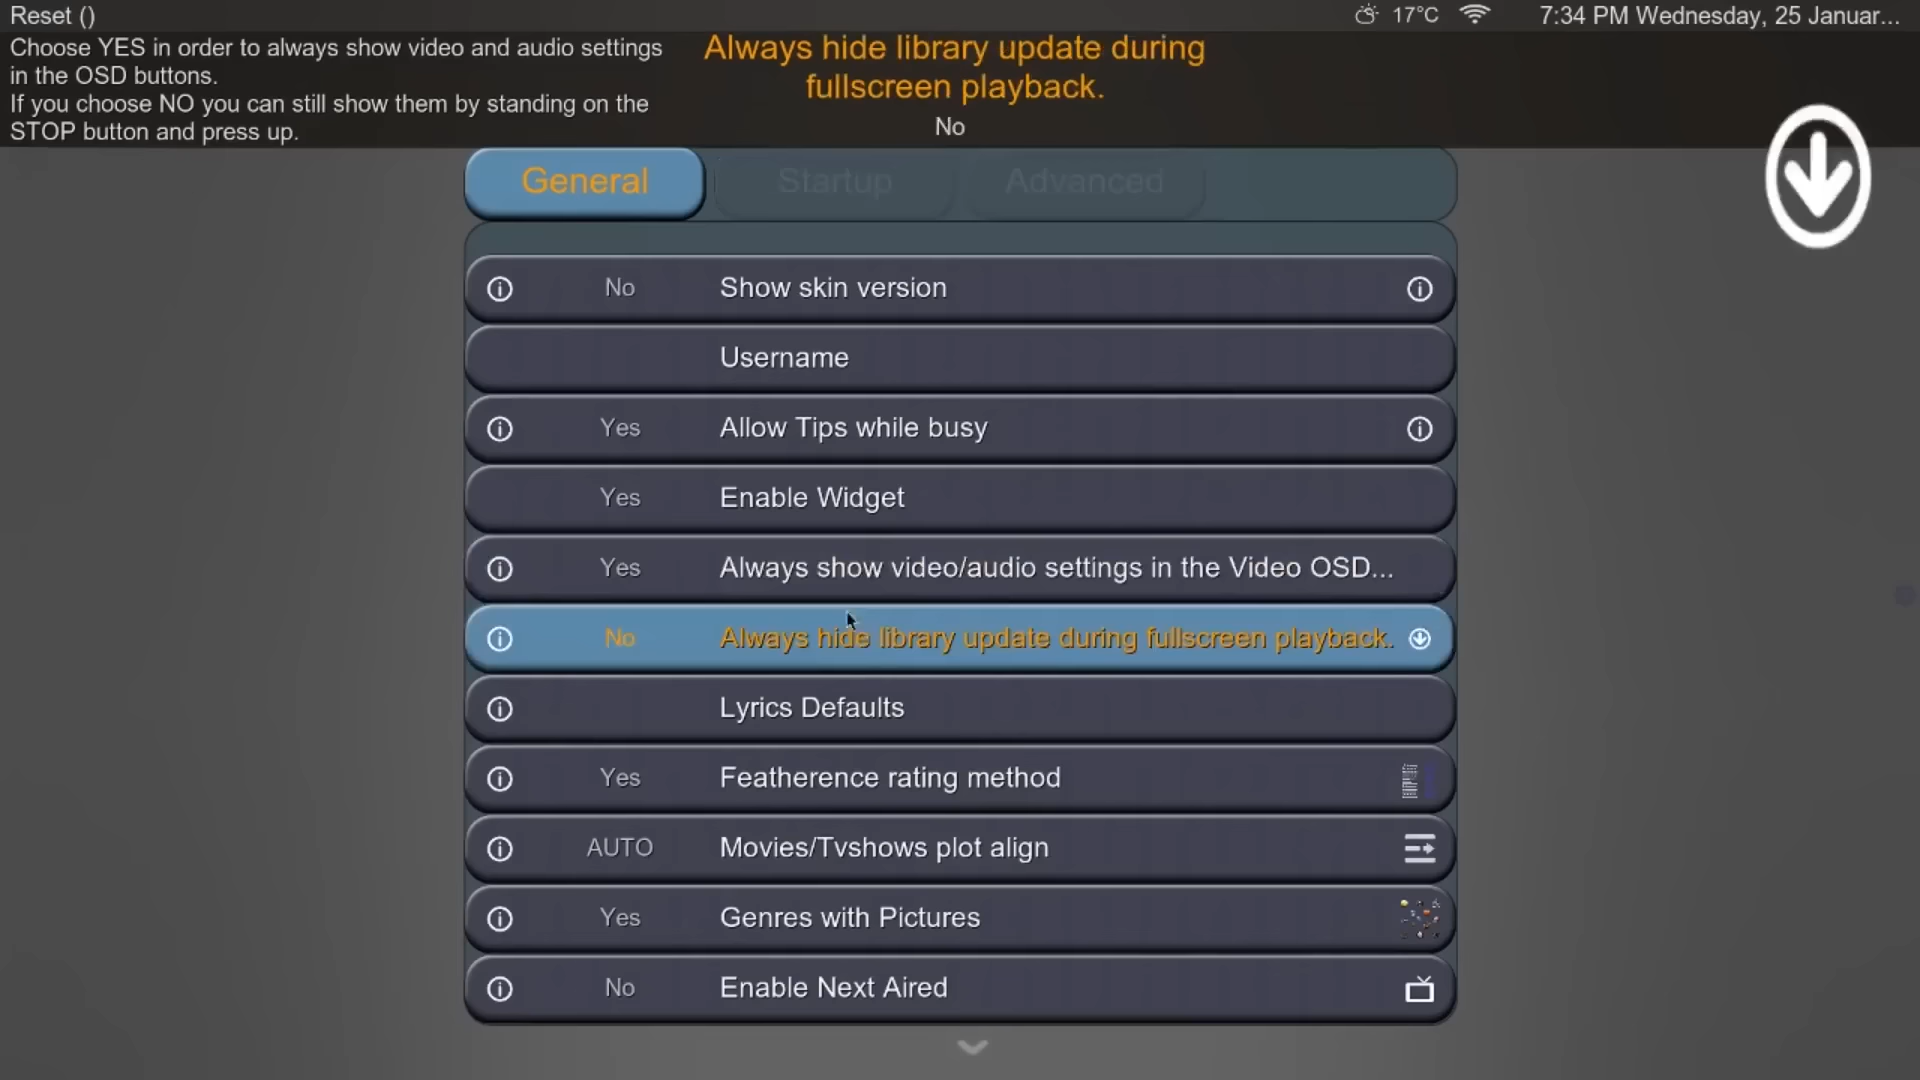 Reset ()
17°C
7:34 PM Wednesday, 25 Januar...
Choose YES in order to always show video and audio settings
in the OSD buttons.
If you choose NO you can still show them by standing on the
STOP button and press up.
Always hide library update during
fullscreen playback.
No
General
Startup
Advanced
No
Show skin version
Username
Yes
Allow Tips while busy
Yes
Enable Widget
Yes
Always show video/audio settings in the Video OSD...
No
Always hide library update during fullscreen playback.
Lyrics Defaults
Yes
Featherence rating method
AUTO
Movies/Tvshows plot align
Yes
Genres with Pictures
No
Enable Next Aired